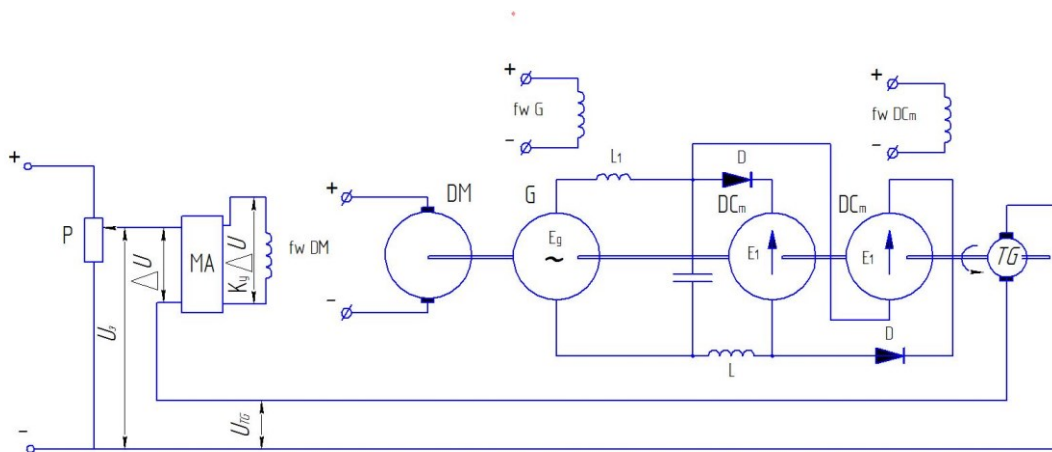 +
fw G
-
+
fw DCm
-
+
P
ΔU
Uз
MA
KyΔU
fw DM
+
-
DM
G
Eg
~
L1
D
DCm
E1
DCm
E1
TG
L
D
UTG
-